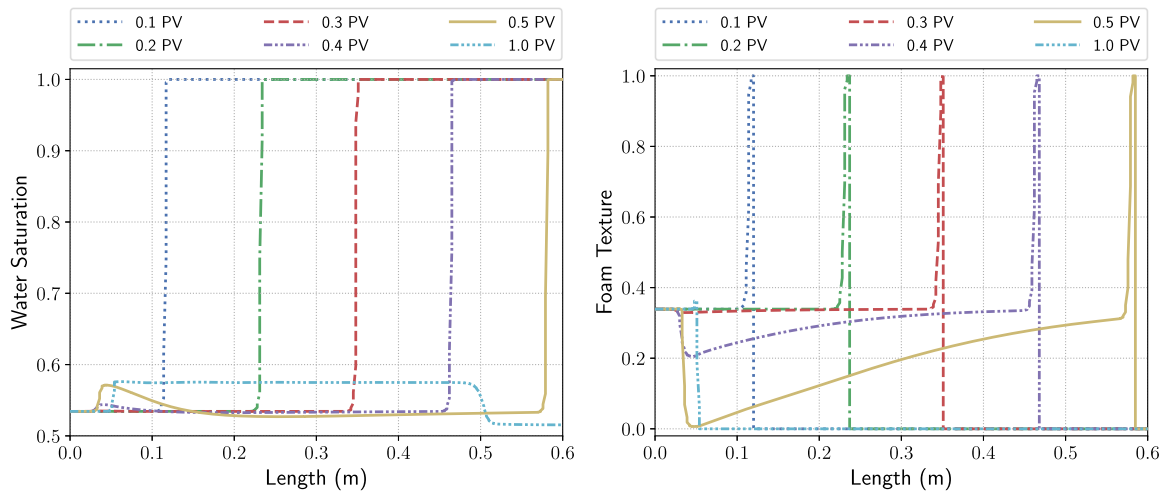 0.1 PV 0.3 PV 0.5 PV
0.2 PV 0.4 PV 1.0 PV
1.0
0.9
0.8
0.7
0.6
0.5
Water Saturation
0.0 0.1 0.2 0.3 0.4 0.5 0.6
Length (m)
0.1 PV 0.3 PV 0.5 PV
0.2 PV 0.4 PV 1.0 PV
1.0
0.8
0.6
0.4
0.2
0.0
Foam Texture
0.0 0.1 0.2 0.3 0.4 0.5 0.6
Length (m)